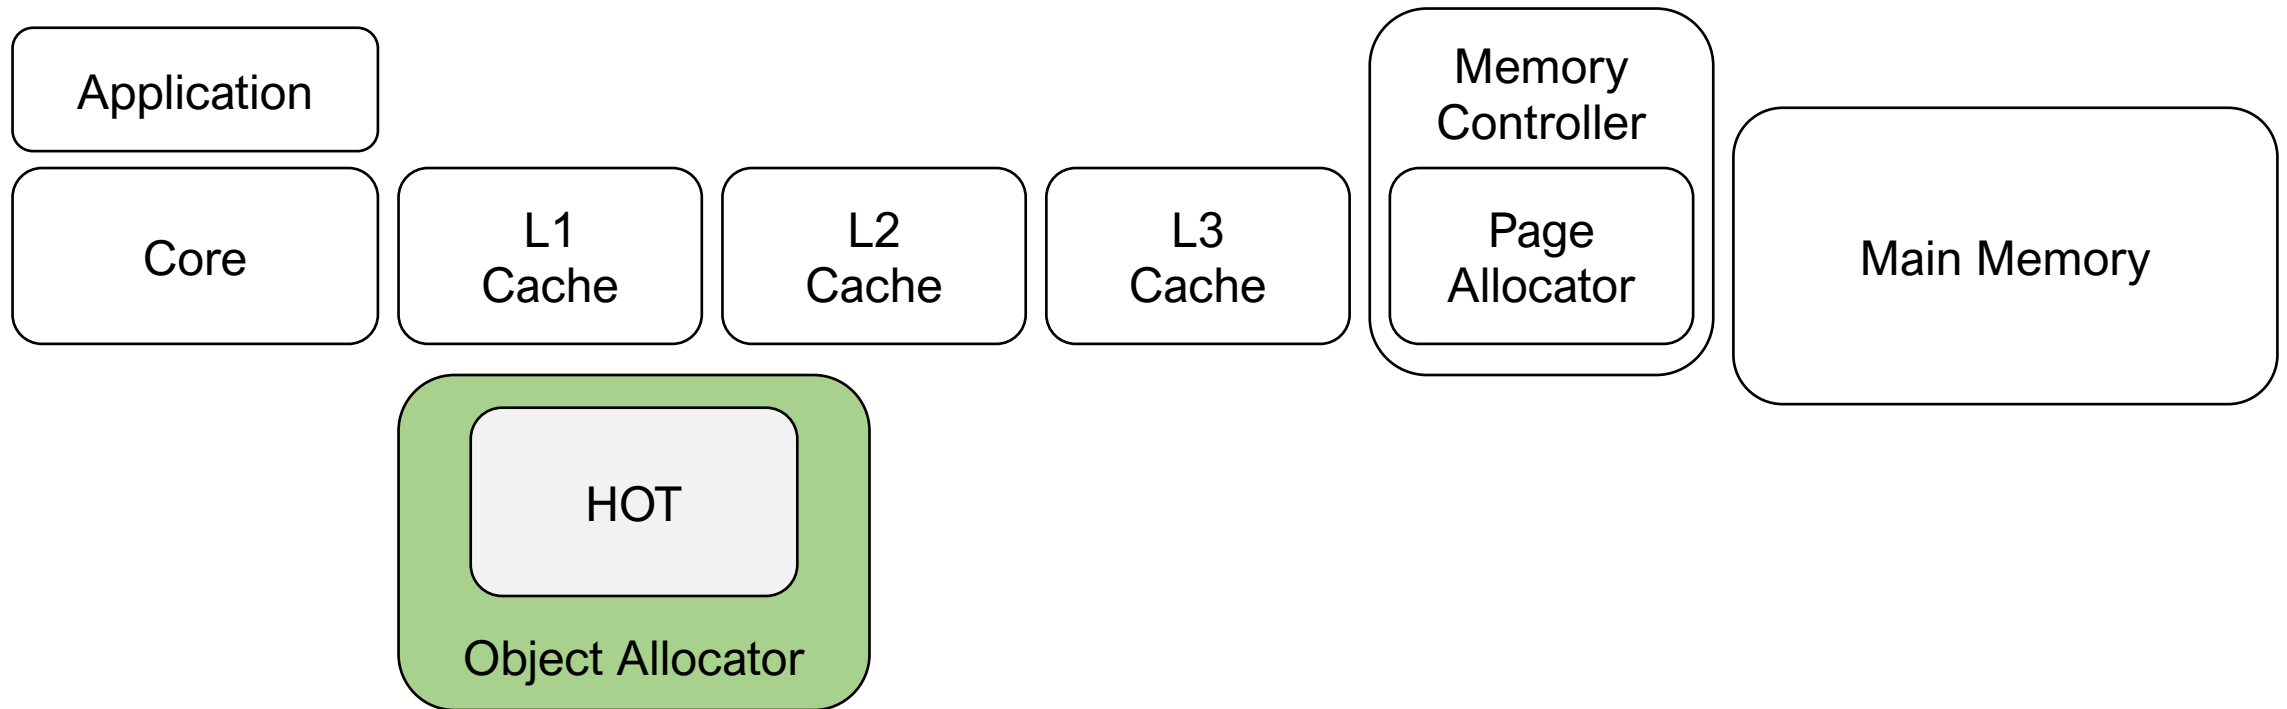 Application
Core
L1
Cache
L2
Cache
L3
Cache
Memory
Controller
Page
Allocator
Main Memory
HOT
Object Allocator